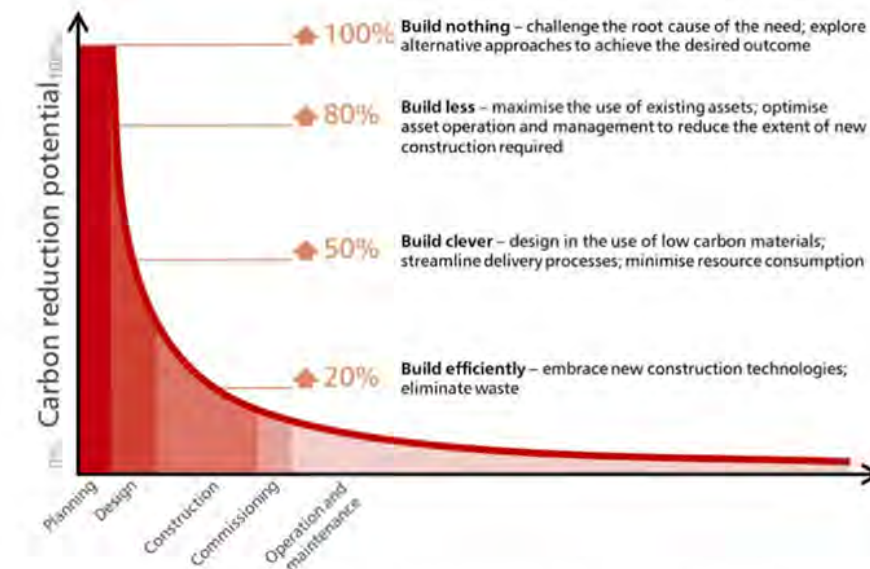 Carbon reduction potential
100%
0%
100%
Build nothing – challenge the root cause of the need; explore
alternative approaches to achieve the desired outcome
80%
Build less – maximise the use of existing assets; optimise
asset operation and management to reduce the extent of new
construction required
50%
Build clever – design in the use of low carbon materials;
streamline delivery processes; minimise resource consumption
20%
Build efficiently – embrace new construction technologies;
eliminate waste
Planning
Design
Construction
Commissioning
Operation and
maintenance